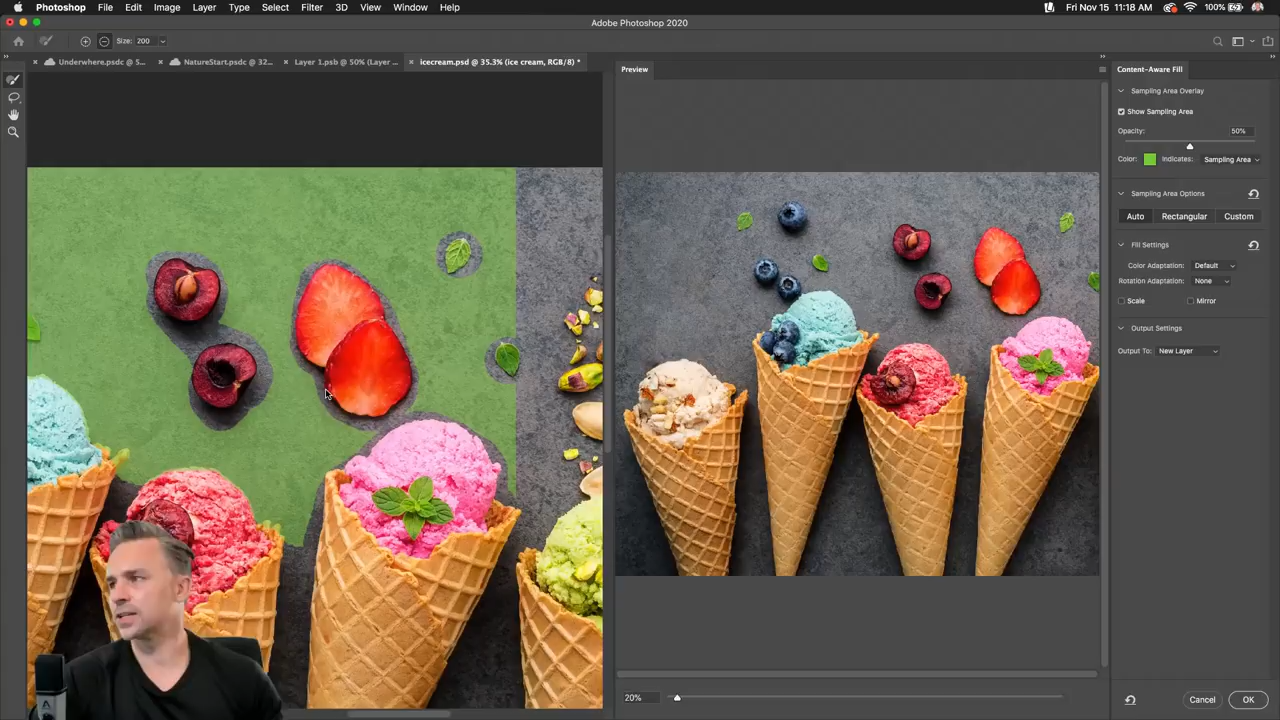 Photoshop File Edit Image Layer Type Select Filter 3D View Window Help Fri Nov 15 11:18 AM 100%
Adobe Photoshop 2020
Size: 200
Underwhere.psdc @ 5... NatureStart.psdc @ 32... Layer 1.psb @ 50% (Layer ... icecream.psd @ 35.3% (ice cream, RGB/8) *
Preview
Content-Aware Fill
Sampling Area Overlay
Show Sampling Area
Opacity: 50%
Color: Indicates: Sampling Area
Sampling Area Options
Auto Rectangular Custom
Fill Settings
Color Adaptation: Default
Rotation Adaptation: None
Scale Mirror
Output Settings
Output To: New Layer
20%
Cancel OK